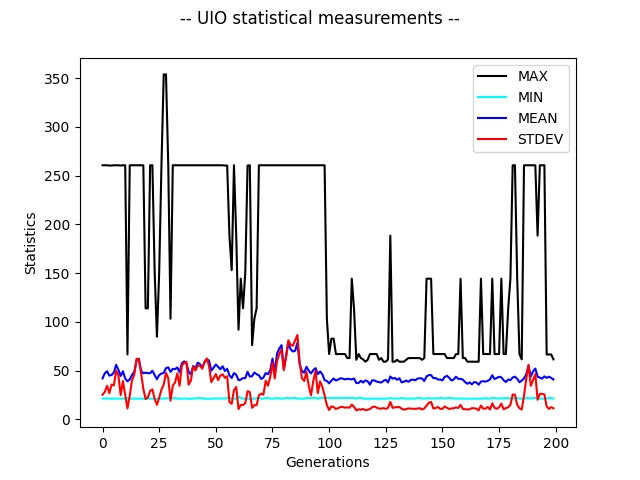 -- UIO statistical measurements --
MAX
MIN
MEAN
STDEV
350
300
250
200
150
100
50
0
Statistics
0 25 50 75 100 125 150 175 200
Generations